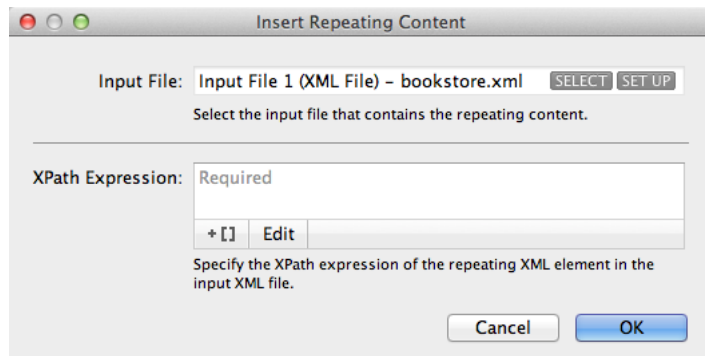 Insert Repeating Content
Input File: Input File 1 (XML File) – bookstore.xml SELECT SET UP
Select the input file that contains the repeating content.
XPath Expression: Required
+[] Edit
Specify the XPath expression of the repeating XML element in the
input XML file.
Cancel OK